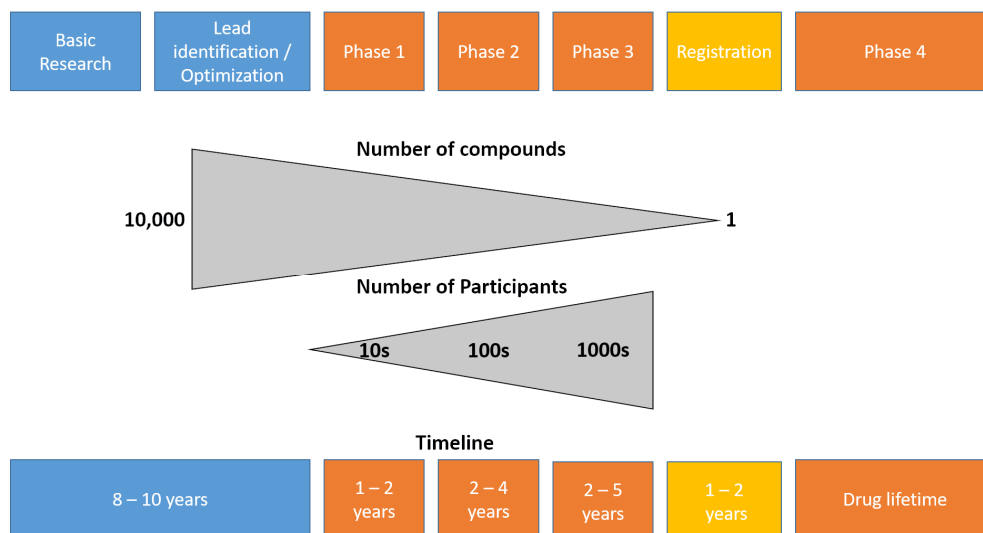 Basic
Research
Lead
identification /
Optimization
Phase 1
Phase 2
Phase 3
Registration
Phase 4
Number of compounds
10,000
1
Number of Participants
10s
100s
1000s
Timeline
8 – 10 years
1 – 2
years
2 – 4
years
2 – 5
years
1 – 2
years
Drug lifetime